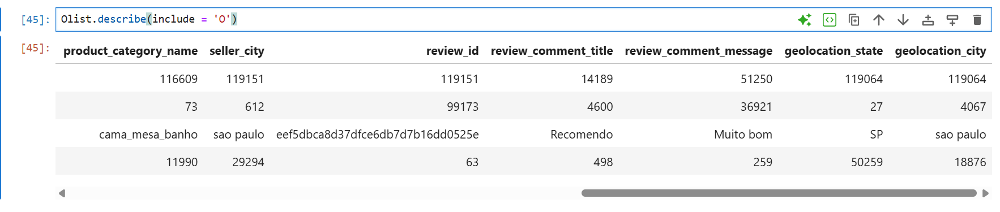 [45]: Olist.describe(include = 'O')
[45]: product_category_name seller_city review_id review_comment_title review_comment_message geolocation_state geolocation_city
116609 119151 119151 14189 51250 119064 119064
73 612 99173 4600 36921 27 4067
cama_mesa_banho sao paulo eef5dbca8d37dfce6db7d7b16dd0525e Recomendo Muito bom SP sao paulo
11990 29294 63 498 259 50259 18876